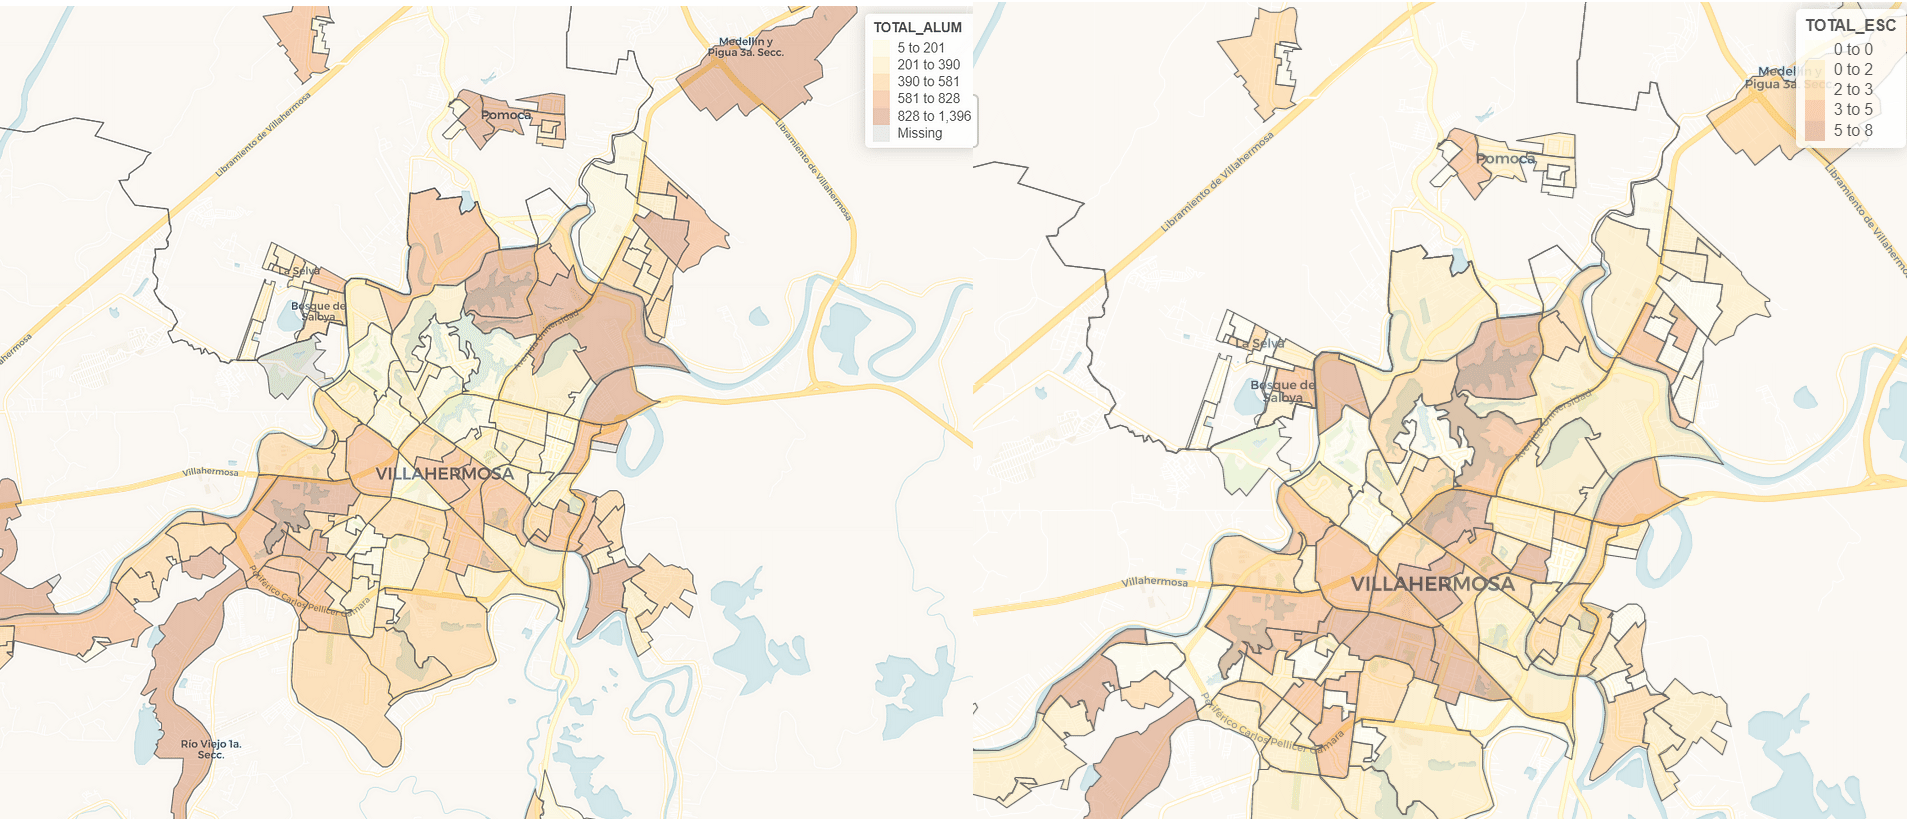 TOTAL_ALUM
5 to 201
201 to 390
390 to 581
581 to 828
828 to 1,396
Missing
Medellín y
Pigua 3a. Secc.
Pomoca
Libramiento de Villahermosa
Libramiento de Villahermosa
La Selva
Bosque de
Saloya
Avenida Universidad
ahermosa
Villahermosa
VILLAHERMOSA
Periférico Carlos Pellicer Cámara
Río Viejo 1a.
Secc.
TOTAL_ESC
0 to 0
0 to 2
2 to 3
3 to 5
5 to 8
Medellín y
Pigua 3a. Secc.
Pomoca
Libramiento de Villahermosa
Libramiento de Villahermo
La Selva
Bosque de
Saloya
Avenida Universidad
Villahermosa
VILLAHERMOSA
Periférico Carlos Pellicer Cámara